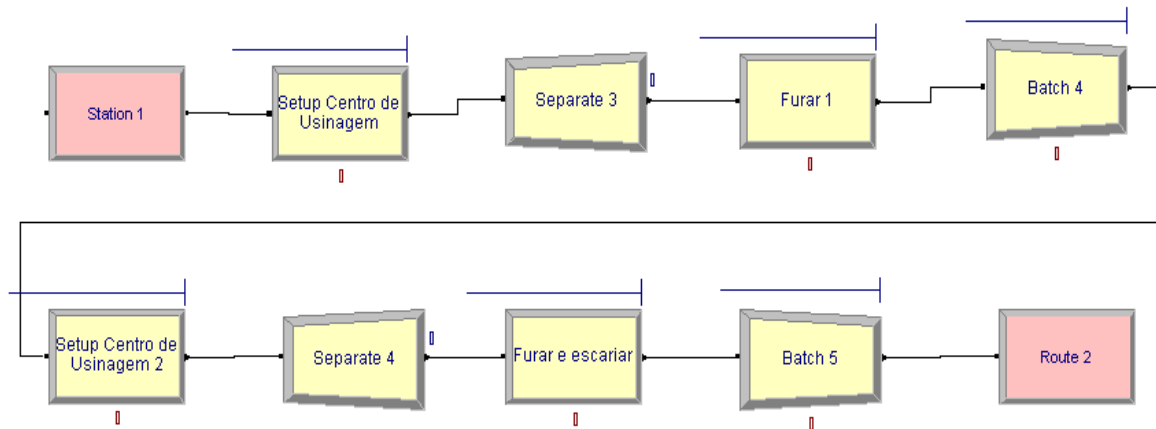 Station 1
Setup Centro de
Usinagem
Separate 3
Furar 1
Batch 4
Setup Centro de
Usinagem 2
Separate 4
Furar e escariar
Batch 5
Route 2